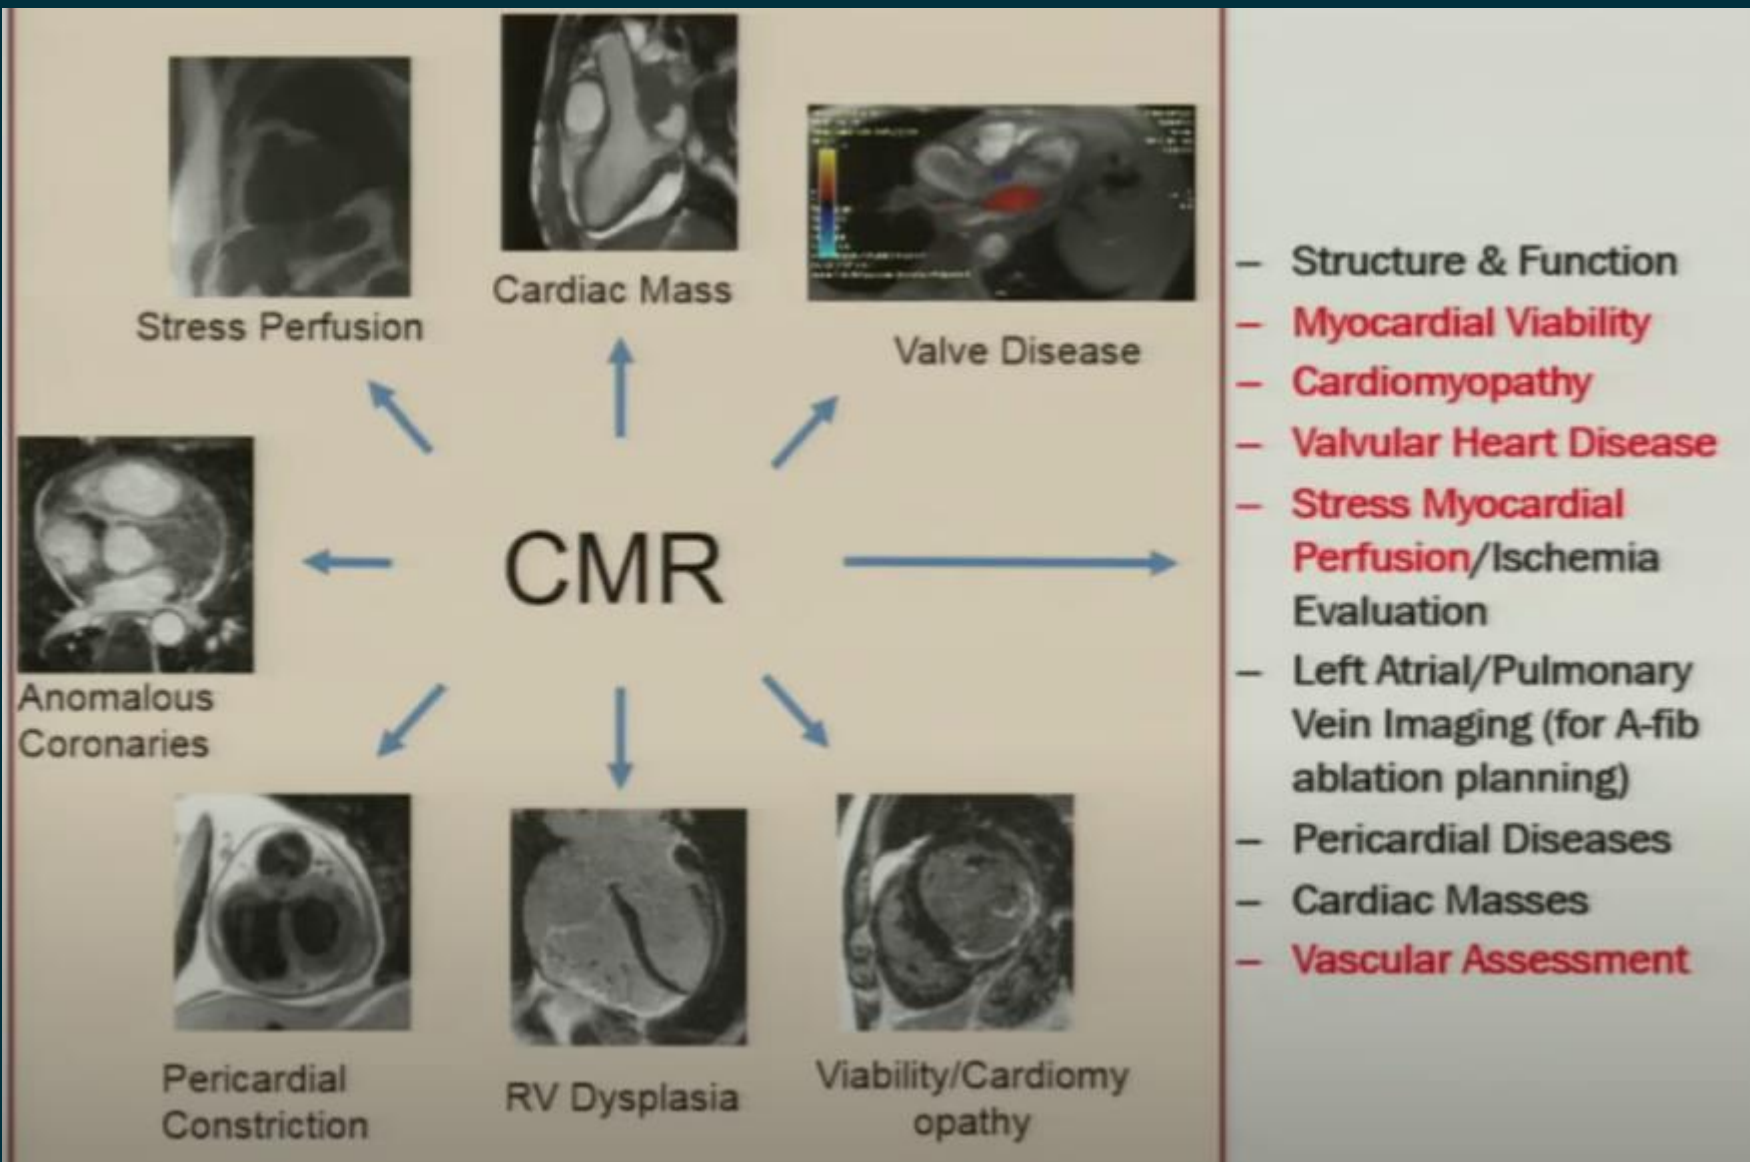 Stress Perfusion
Cardiac Mass
Valve Disease
Anomalous
Coronaries
CMR
Pericardial
Constriction
RV Dysplasia
Viability/Cardiomy
opathy
– Structure & Function
– Myocardial Viability
– Cardiomyopathy
– Valvular Heart Disease
– Stress Myocardial
Perfusion/Ischemia
Evaluation
– Left Atrial/Pulmonary
Vein Imaging (for A-fib
ablation planning)
– Pericardial Diseases
– Cardiac Masses
– Vascular Assessment